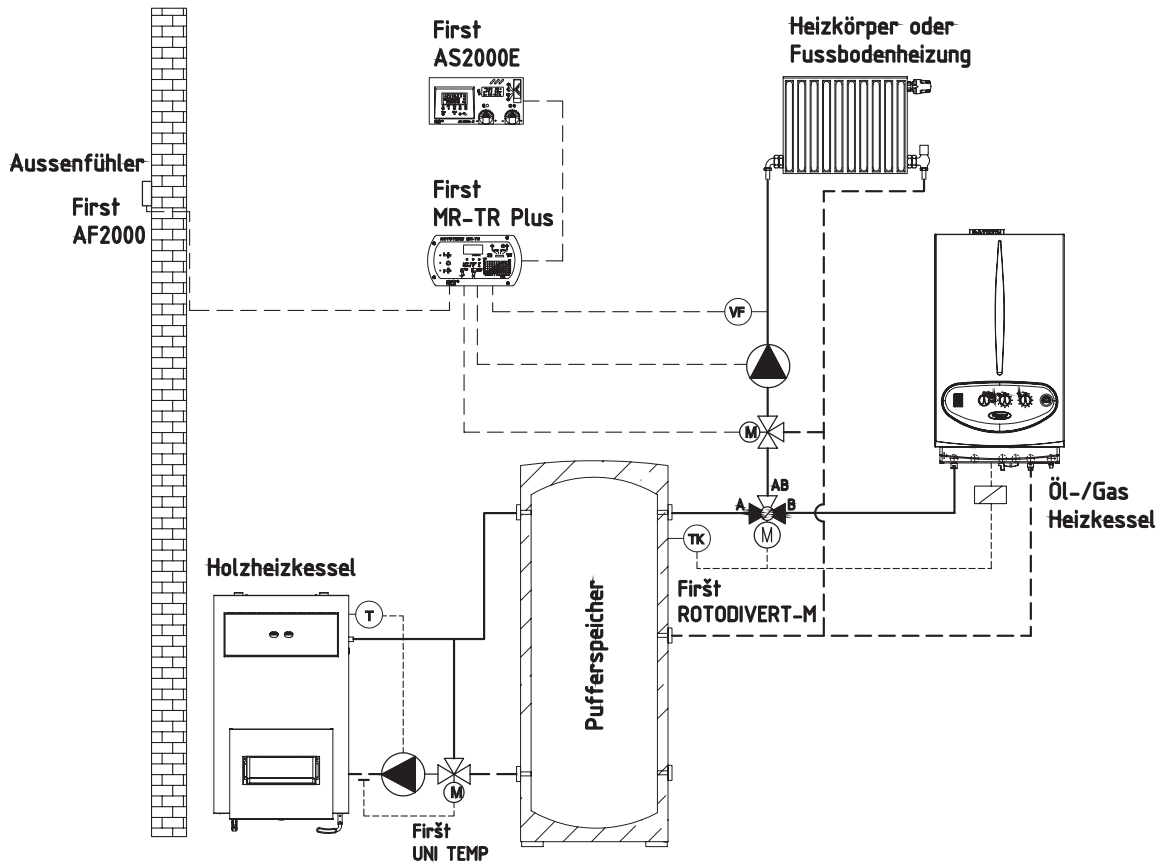 First
AS2000E
Heizkörper oder
Fussbodenheizung
Aussenfühler
First
AF2000
First
MR-TR Plus
VF
M
AB
A
B
M
TK
Öl-/Gas
Heizkessel
Holzheizkessel
T
Firšt
ROTODIVERT-M
Pufferspeicher
M
Firšt
UNI TEMP